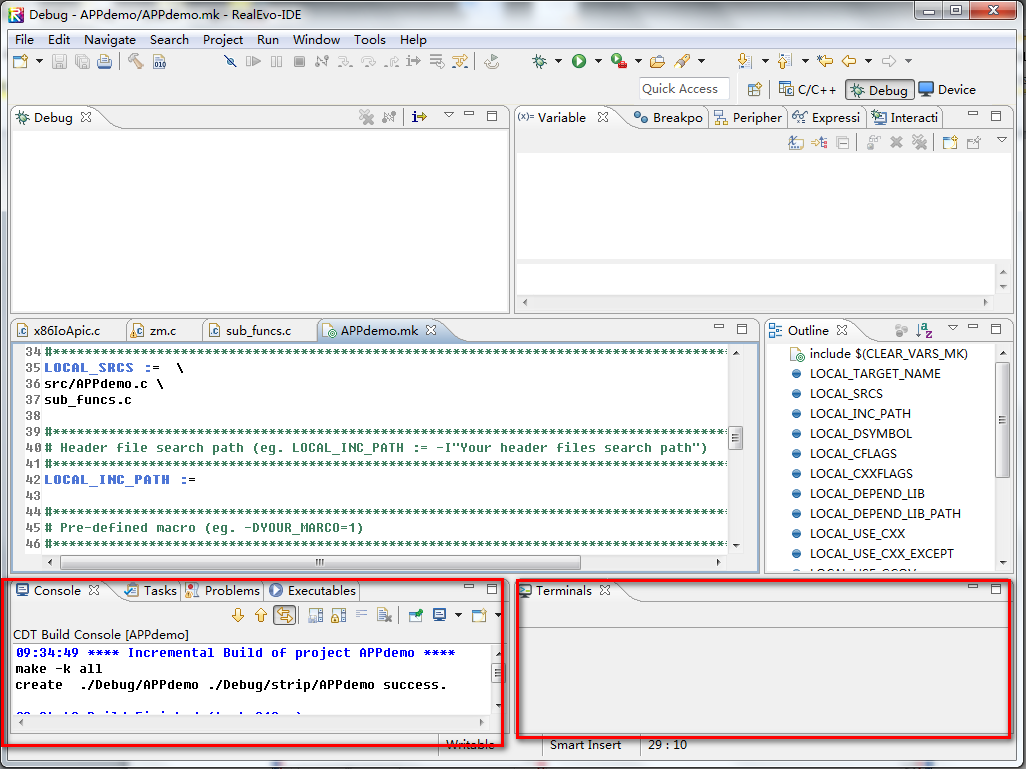 Debug - APPdemo/APPdemo.mk - RealEvo-IDE
File Edit Navigate Search Project Run Window Tools Help
010
Quick Access
C/C++ Debug Device
Debug
(x)= Variable Breakpo Peripher Expressi Interacti
x86IoApic.c zm.c sub_funcs.c APPdemo.mk
34 #************************************************************************************
35 LOCAL_SRCS := \
36 src/APPdemo.c \
37 sub_funcs.c
38
39 #************************************************************************************
40 # Header file search path (eg. LOCAL_INC_PATH := -I"Your header files search path")
41 #************************************************************************************
42 LOCAL_INC_PATH :=
43
44 #************************************************************************************
45 # Pre-defined macro (eg. -DYOUR_MARCO=1)
46 #************************************************************************************
Outline
include $(CLEAR_VARS_MK)
LOCAL_TARGET_NAME
LOCAL_SRCS
LOCAL_INC_PATH
LOCAL_DSYMBOL
LOCAL_CFLAGS
LOCAL_CXXFLAGS
LOCAL_DEPEND_LIB
LOCAL_DEPEND_LIB_PATH
LOCAL_USE_CXX
LOCAL_USE_CXX_EXCEPT
Console Tasks Problems Executables
CDT Build Console [APPdemo]
09:34:49 **** Incremental Build of project APPdemo ****
make -k all
create ./Debug/APPdemo ./Debug/strip/APPdemo success.
Terminals
Writable Smart Insert 29 : 10